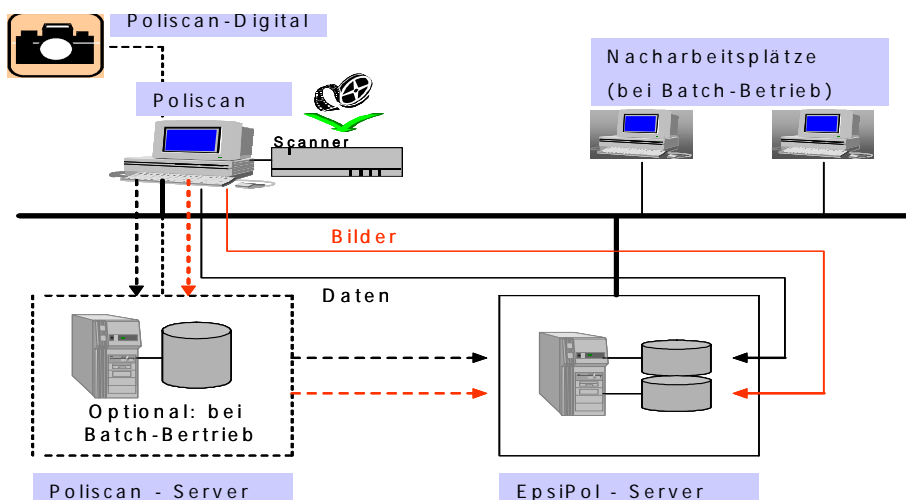 Poliscan-Digital
Nacharbeitsplätze
(bei Batch-Betrieb)
Poliscan
Scanner
Bilder
Daten
Optional: bei
Batch-Bertrieb
Poliscan - Server
EpsiPol - Server